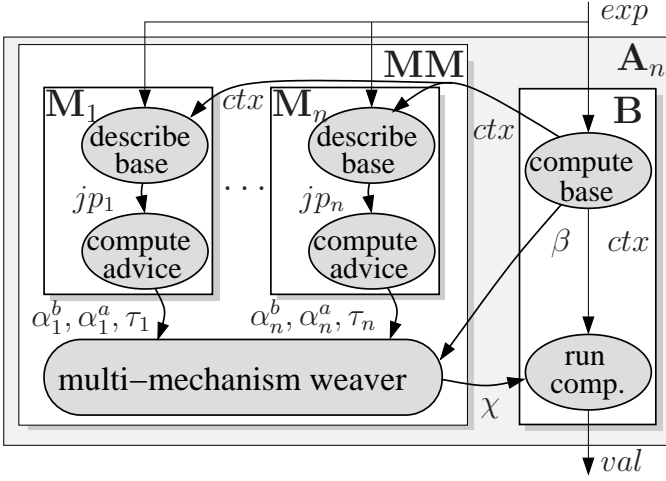 exp
MM
A_n
M_1
ctx
M_n
B
describe
base
describe
base
ctx
compute
base
jp_1
. . .
jp_n
compute
advice
compute
advice
β
ctx
α_1^b, α_1^a, τ_1
α_n^b, α_n^a, τ_n
multi−mechanism weaver
run
comp.
χ
val